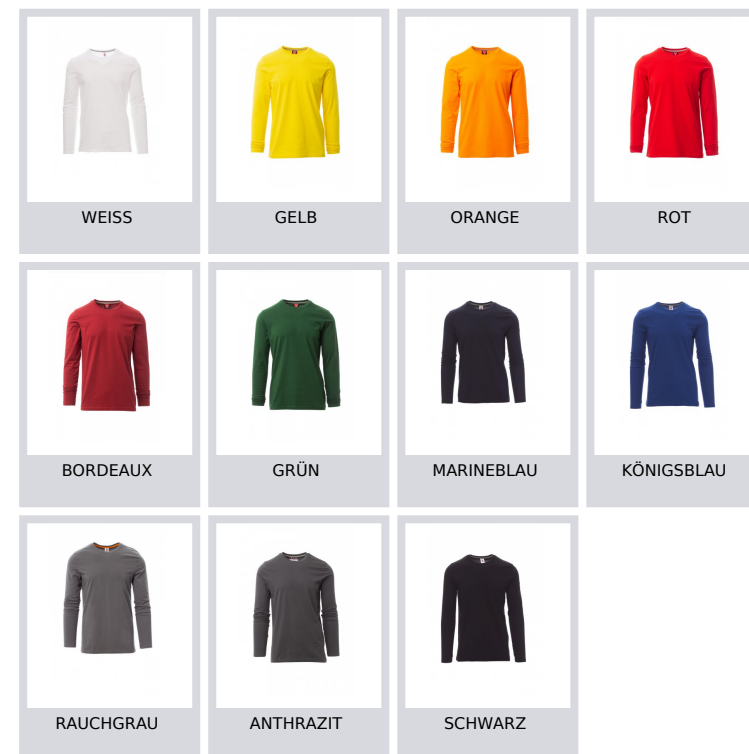 WEISS
GELB
ORANGE
ROT
BORDEAUX
GRÜN
MARINEBLAU
KÖNIGSBLAU
RAUCHGRAU
ANTHRAZIT
SCHWARZ